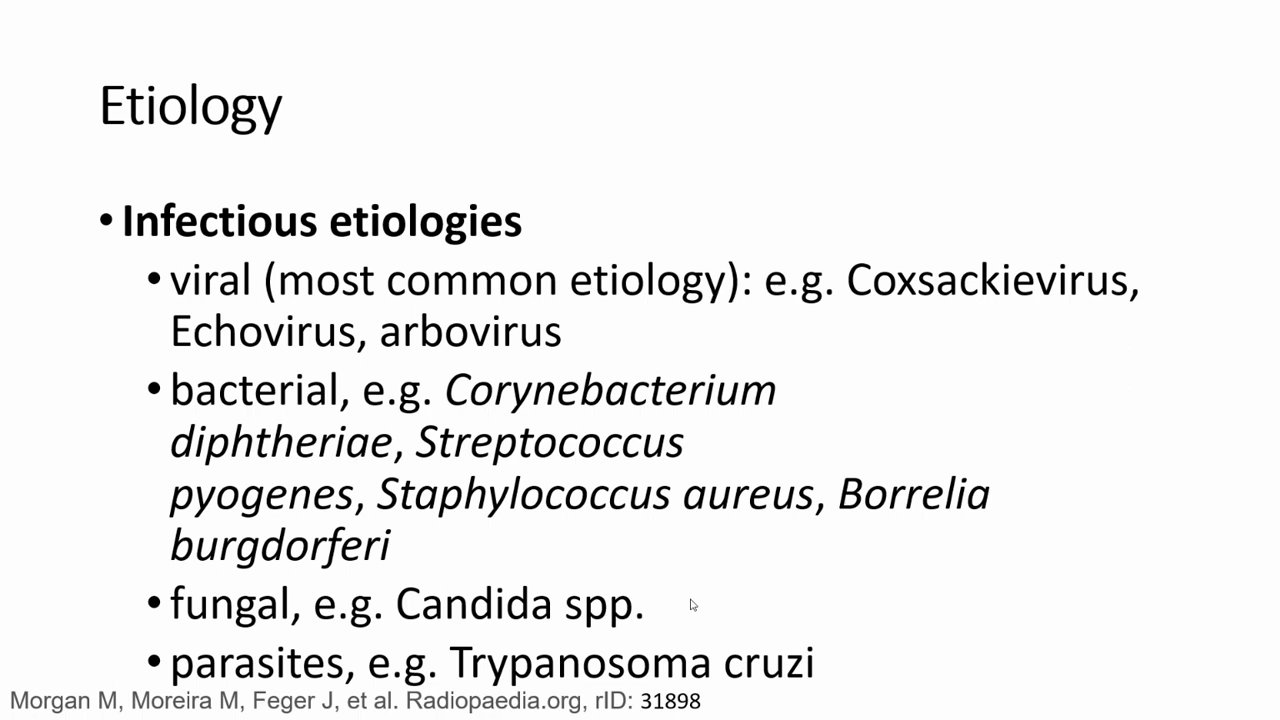 Etiology
• Infectious etiologies
• viral (most common etiology): e.g. Coxsackievirus,
Echovirus, arbovirus
• bacterial, e.g. Corynebacterium
diphtheriae, Streptococcus
pyogenes, Staphylococcus aureus, Borrelia
burgdorferi
• fungal, e.g. Candida spp.
• parasites, e.g. Trypanosoma cruzi
Morgan M, Moreira M, Feger J, et al. Radiopaedia.org, rID: 31898